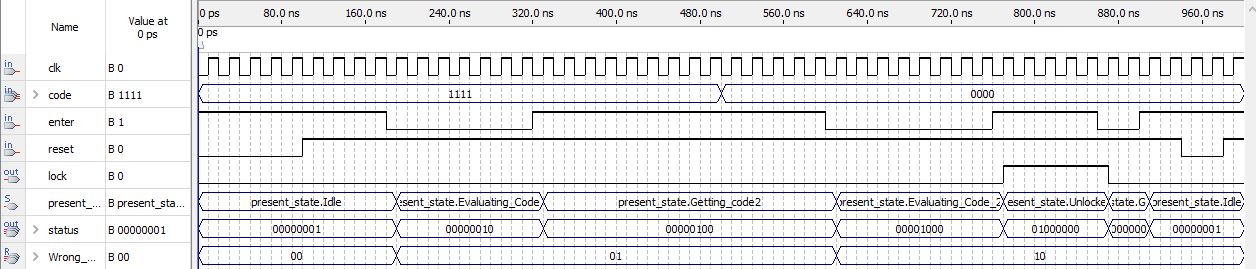 Name
Value at
0 ps
0 ps 80.0 ns 160.0 ns 240.0 ns 320.0 ns 400.0 ns 480.0 ns 560.0 ns 640.0 ns 720.0 ns 800.0 ns 880.0 ns 960.0 ns
0 ps
in clk B 0
in > code B 1111 1111 0000
in enter B 1
in reset B 0
out lock B 0
S present_... B present_sta... present_state.Idle esent_state.Evaluating_Code present_state.Getting_code2 present_state.Evaluating_Code_2 esent_state.Unlocke state.G present_state.Idle
out > status B 00000001 00000001 00000010 00000100 00001000 01000000 000000 00000001
R > Wrong_... B 00 00 01 10